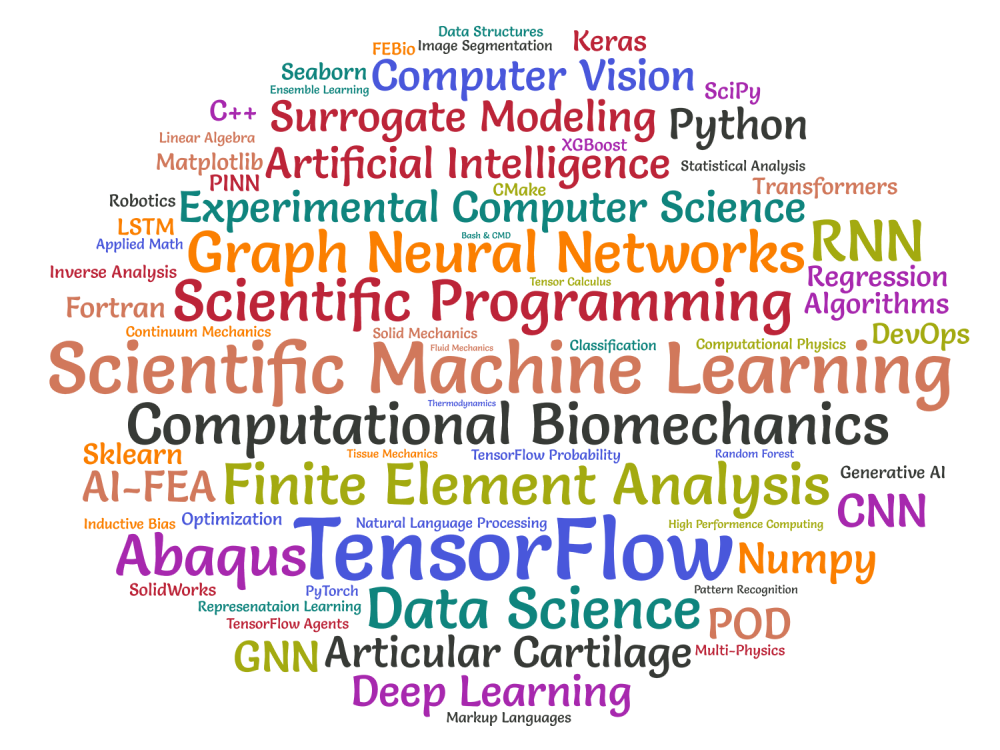 Data Structures
FEBio Image Segmentation Keras
Seaborn Computer Vision
Ensemble Learning
SciPy
C++ Surrogate Modeling Python
Linear Algebra
XGBoost
Matplotlib Artificial Intelligence Statistical Analysis
PINN CMake Transformers
Robotics Experimental Computer Science
LSTM
Bash & CMD
Applied Math Graph Neural Networks RNN
Inverse Analysis
Tensor Calculus
Regression
Algorithms
Fortran Scientific Programming
Continuum Mechanics Solid Mechanics DevOps
Fluid Mechanics Classification Computational Physics
Scientific Machine Learning
Thermodynamics
Computational Biomechanics
Sklearn Tissue Mechanics TensorFlow Probability Random Forest
AI-FEA Finite Element Analysis Generative AI
CNN
Inductive Bias Optimization Natural Language Processing High Performence Computing
Abaqus TensorFlow Numpy
SolidWorks PyTorch Pattern Recognition
Represenataion Learning Data Science POD
TensorFlow Agents
GNN Articular Cartilage Multi-Physics
Deep Learning
Markup Languages